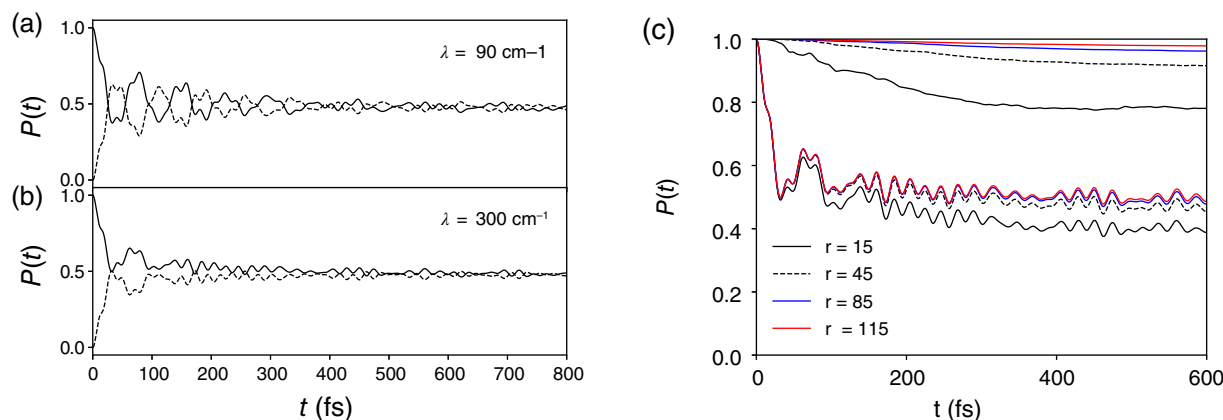 (a)
1.0
λ = 90 cm–1
P(t)
0.5
0.0
(b)
1.0
λ = 300 cm⁻¹
P(t)
0.5
0.0
0 100 200 300 400 500 600 700 800
t (fs)
(c)
1.0
0.8
0.6
P(t)
0.4
r = 15
r = 45
0.2
r = 85
r = 115
0.0
0 200 400 600
t (fs)